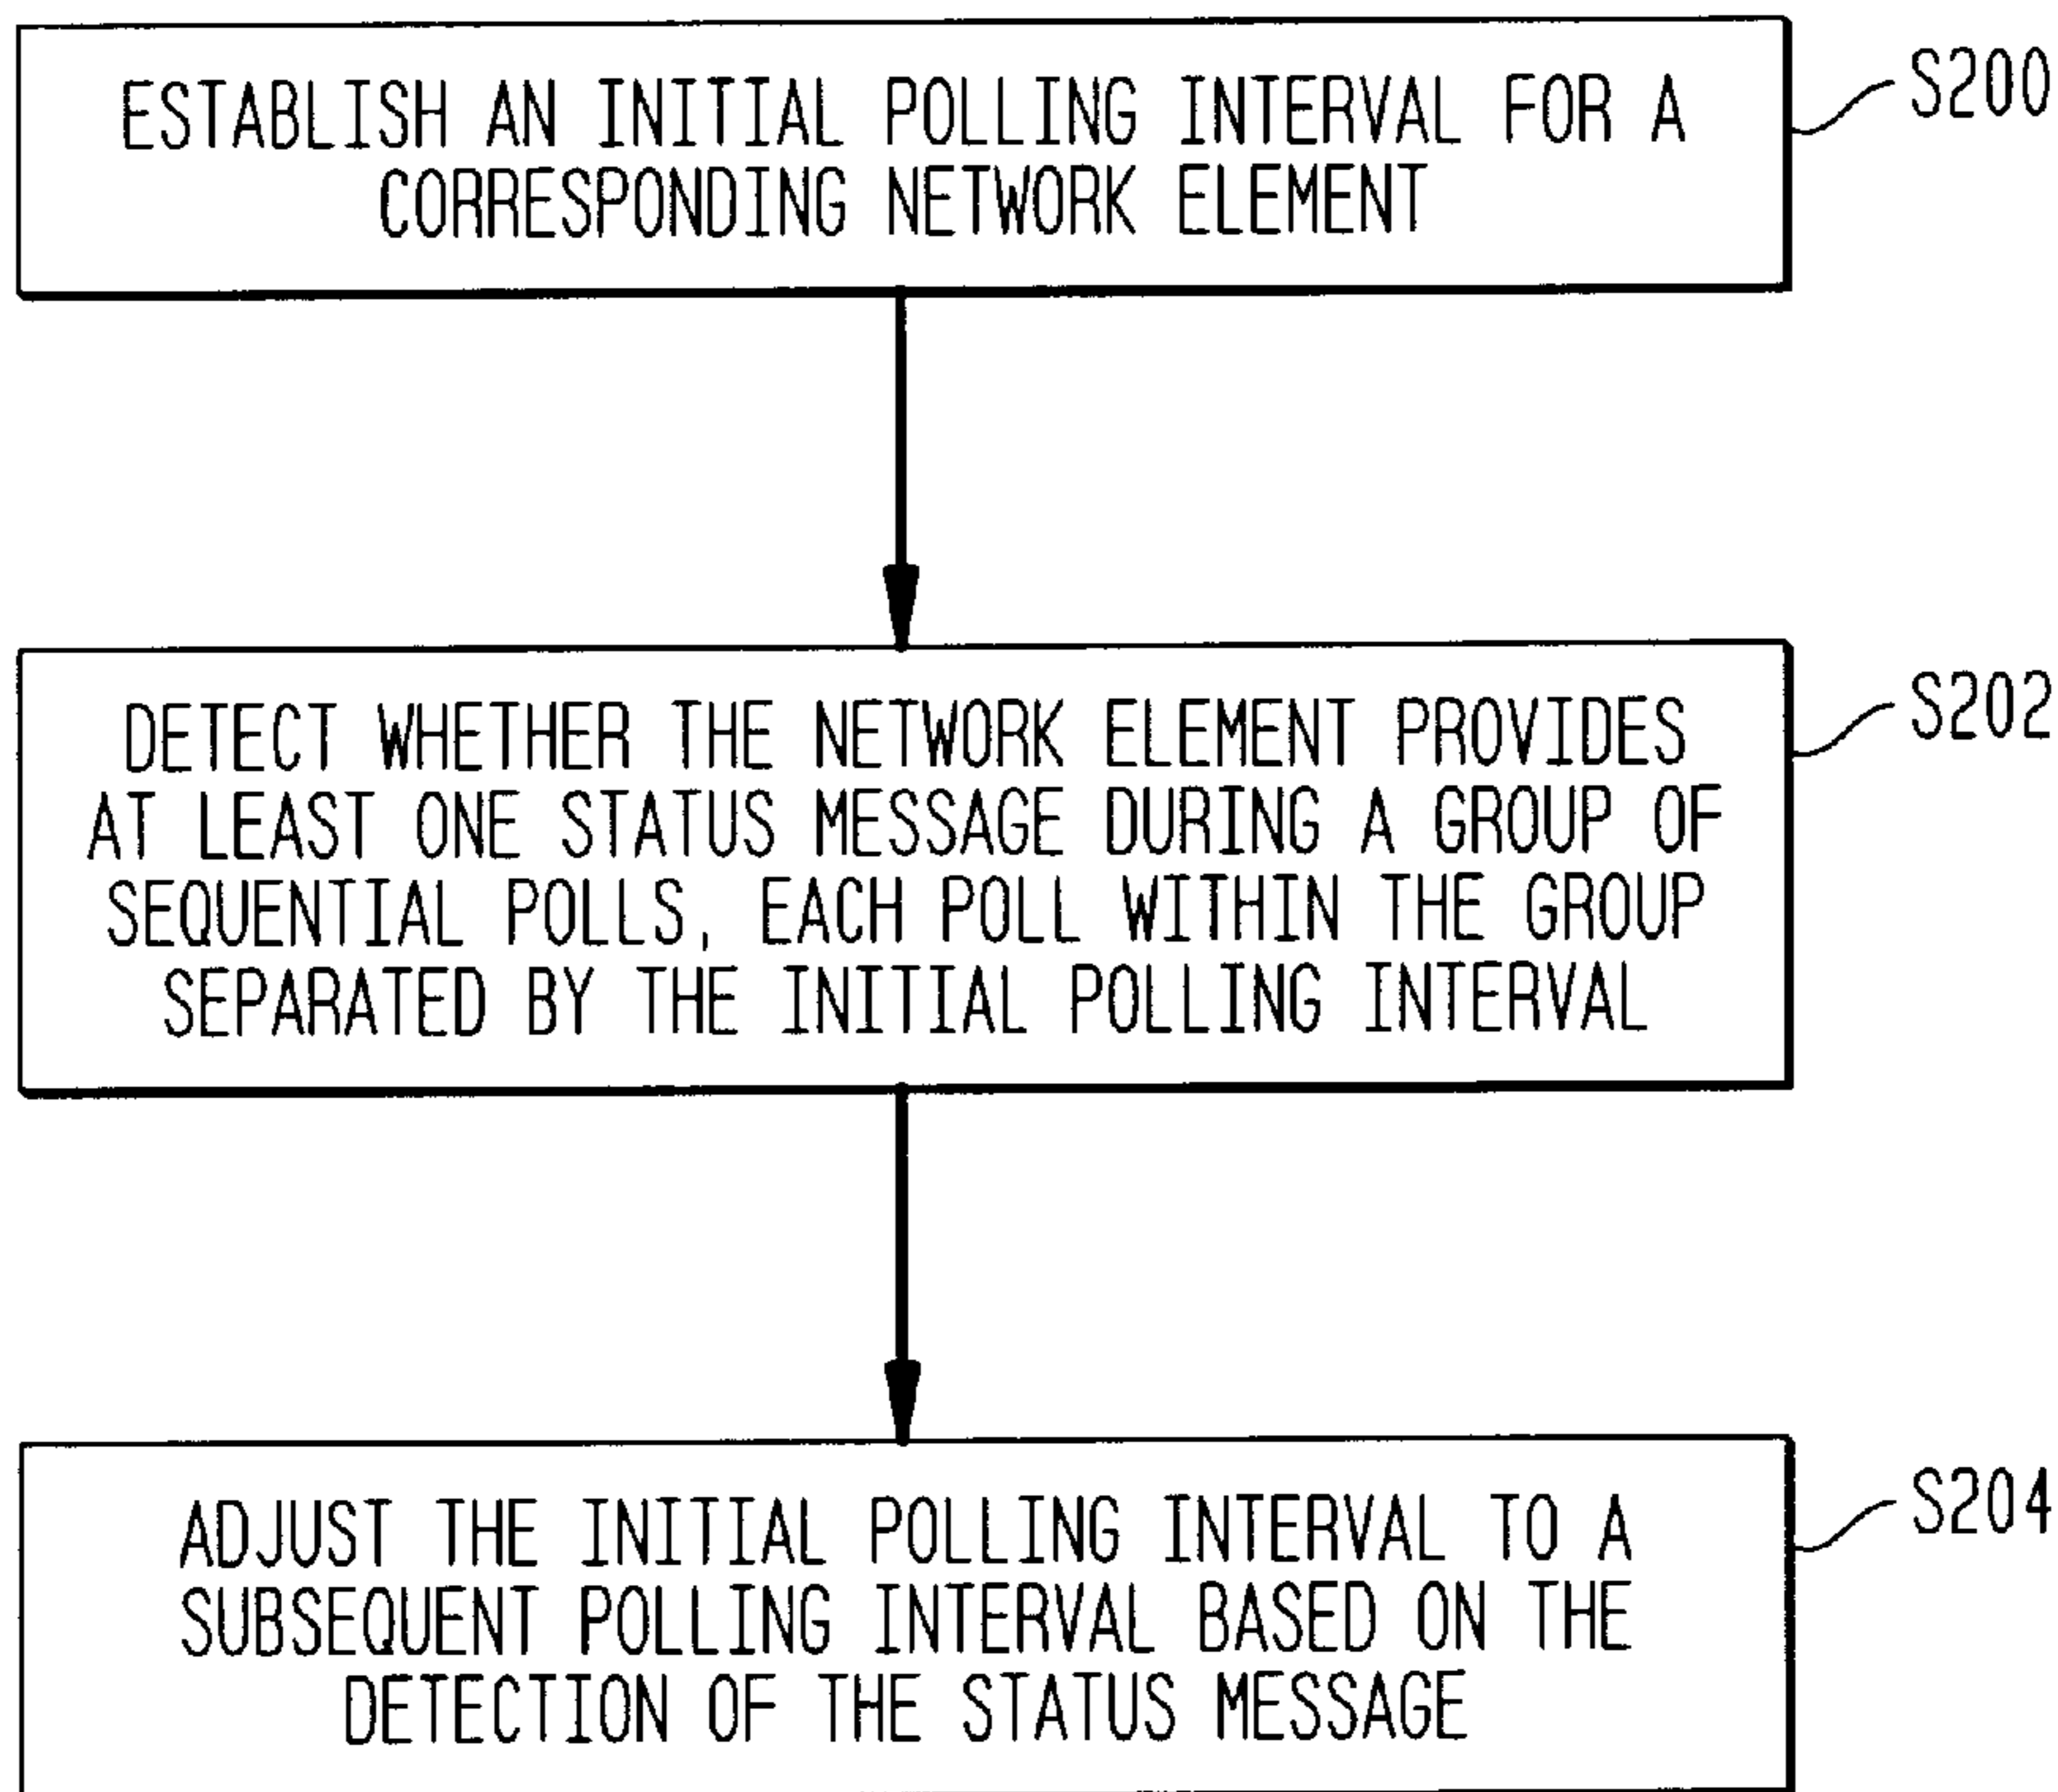 ESTABLISH AN INITIAL POLLING INTERVAL FOR A
CORRESPONDING NETWORK ELEMENT
S200
DETECT WHETHER THE NETWORK ELEMENT PROVIDES
AT LEAST ONE STATUS MESSAGE DURING A GROUP OF
SEQUENTIAL POLLS, EACH POLL WITHIN THE GROUP
SEPARATED BY THE INITIAL POLLING INTERVAL
S202
ADJUST THE INITIAL POLLING INTERVAL TO A
SUBSEQUENT POLLING INTERVAL BASED ON THE
DETECTION OF THE STATUS MESSAGE
S204